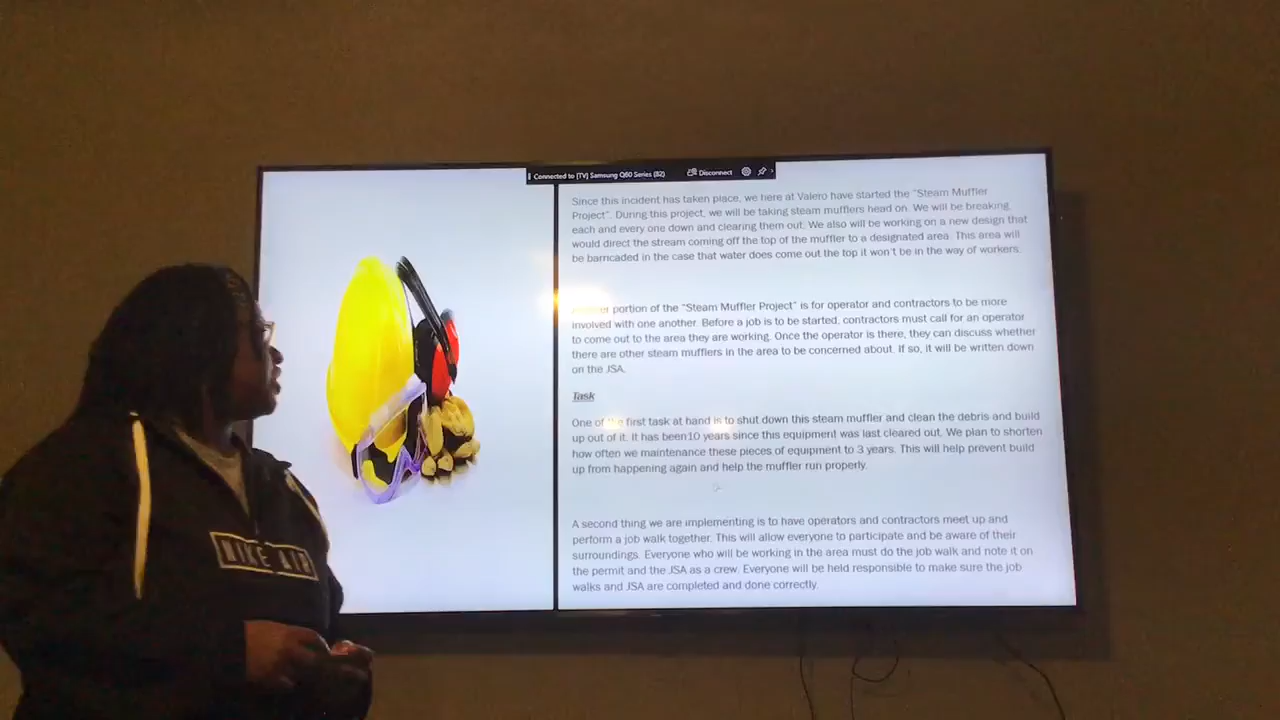 Connected to [TV] Samsung Q60 Series (82)
Disconnect
Since this incident has taken place, we here at Valero have started the "Steam Muffler
Project". During this project, we will be taking steam mufflers head on. We will be breaking
each and every one down and clearing them out. We also will be working on a new design that
would direct the stream coming off the top of the muffler to a designated area. This area will
be barricaded in the case that water does come out the top it won't be in the way of workers.
portion of the "Steam Muffler Project" is for operator and contractors to be more
involved with one another. Before a job is to be started, contractors must call for an operator
to come out to the area they are working. Once the operator is there, they can discuss whether
there are other steam mufflers in the area to be concerned about. If so, it will be written down
on the JSA.
Task
One of the first task at hand is to shut down this steam muffler and clean the debris and build
up out of it. It has been10 years since this equipment was last cleared out. We plan to shorten
how often we maintenance these pieces of equipment to 3 years. This will help prevent build
up from happening again and help the muffler run properly.
A second thing we are implementing is to have operators and contractors meet up and
perform a job walk together. This will allow everyone to participate and be aware of their
surroundings. Everyone who will be working in the area must do the job walk and note it on
the permit and the JSA as a crew. Everyone will be held responsible to make sure the job
walks and JSA are completed and done correctly.
NIKE AIR